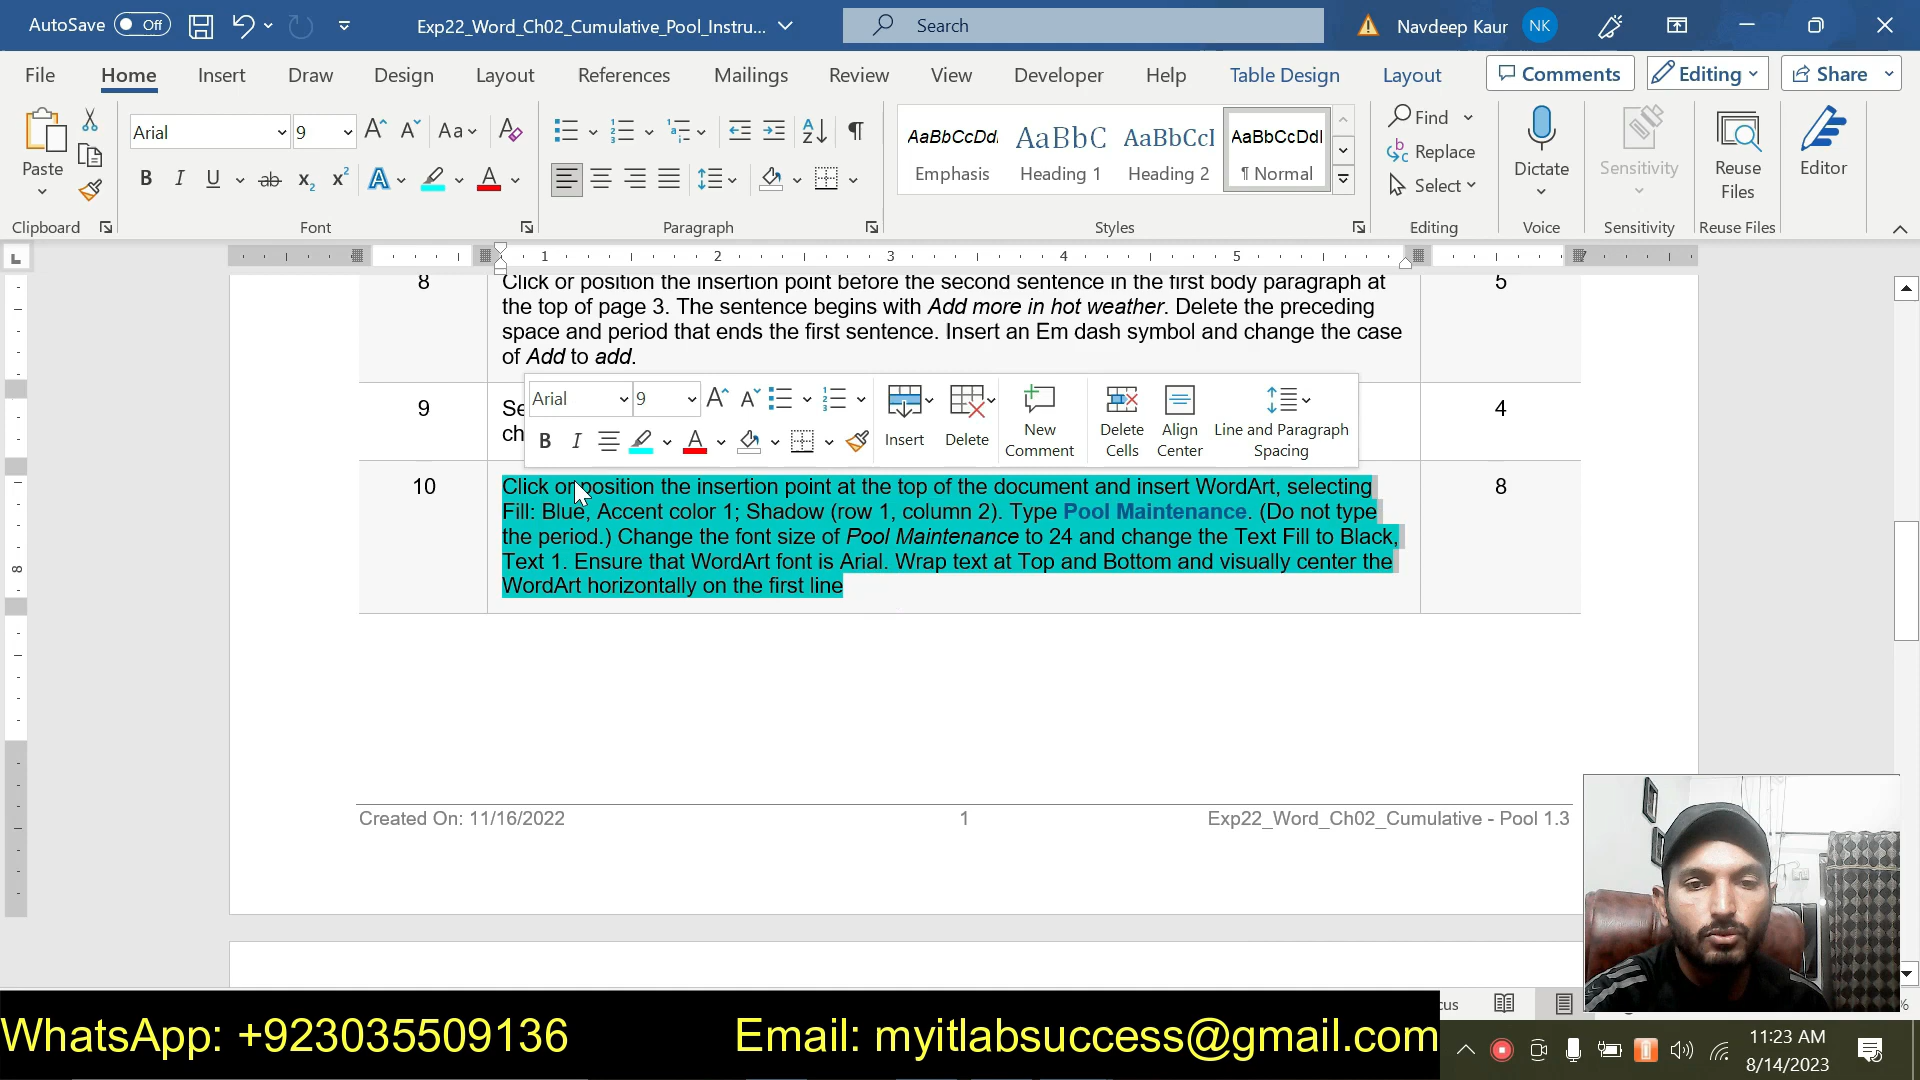 AutoSave Off Exp22_Word_Ch02_Cumulative_Pool_Instru... Search Navdeep Kaur NK
File Home Insert Draw Design Layout References Mailings Review View Developer Help Table Design Layout Comments Editing Share
Paste Arial 9 Aa AaBbCcDdl AaBbC AaBbCcI AaBbCcDdI Find
Emphasis Heading 1 Heading 2 ¶ Normal Replace Select Dictate Sensitivity Reuse Files Editor
Clipboard Font Paragraph Styles Editing Voice Sensitivity Reuse Files
1 2 3 4 5
8 Click or position the insertion point before the second sentence in the first body paragraph at 5
the top of page 3. The sentence begins with Add more in hot weather. Delete the preceding
space and period that ends the first sentence. Insert an Em dash symbol and change the case
of Add to add.
9 Se 4
ch
Arial 9 Insert Delete New Comment Delete Cells Align Center Line and Paragraph Spacing
10 Click or position the insertion point at the top of the document and insert WordArt, selecting 8
Fill: Blue, Accent color 1; Shadow (row 1, column 2). Type Pool Maintenance. (Do not type
the period.) Change the font size of Pool Maintenance to 24 and change the Text Fill to Black,
Text 1. Ensure that WordArt font is Arial. Wrap text at Top and Bottom and visually center the
WordArt horizontally on the first line
Created On: 11/16/2022 1 Exp22_Word_Ch02_Cumulative - Pool 1.3
WhatsApp: +923035509136 Email: myitlabsuccess@gmail.com
11:23 AM
8/14/2023